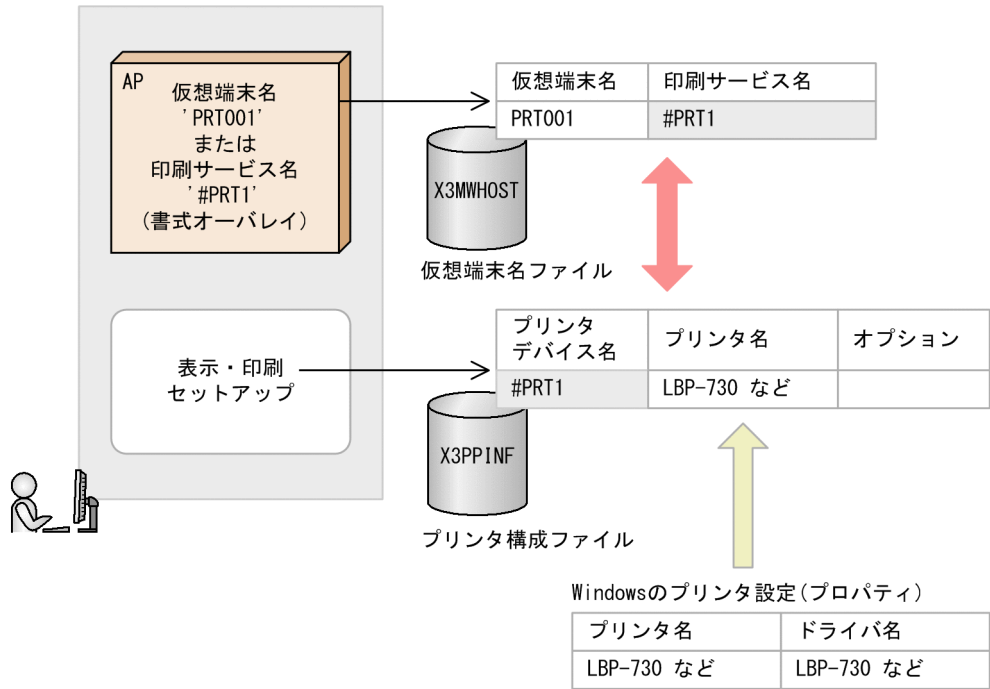 AP
仮想端末名
'PRT001'
または
印刷サービス名
'#PRT1'
(書式オーバレイ)
仮想端末名 印刷サービス名
PRT001 #PRT1
X3MWHOST
仮想端末名ファイル
表示・印刷
セットアップ
プリンタ
デバイス名 プリンタ名 オプション
#PRT1 LBP-730 など
X3PPINF
プリンタ構成ファイル
Windowsのプリンタ設定(プロパティ)
プリンタ名 ドライバ名
LBP-730 など LBP-730 など